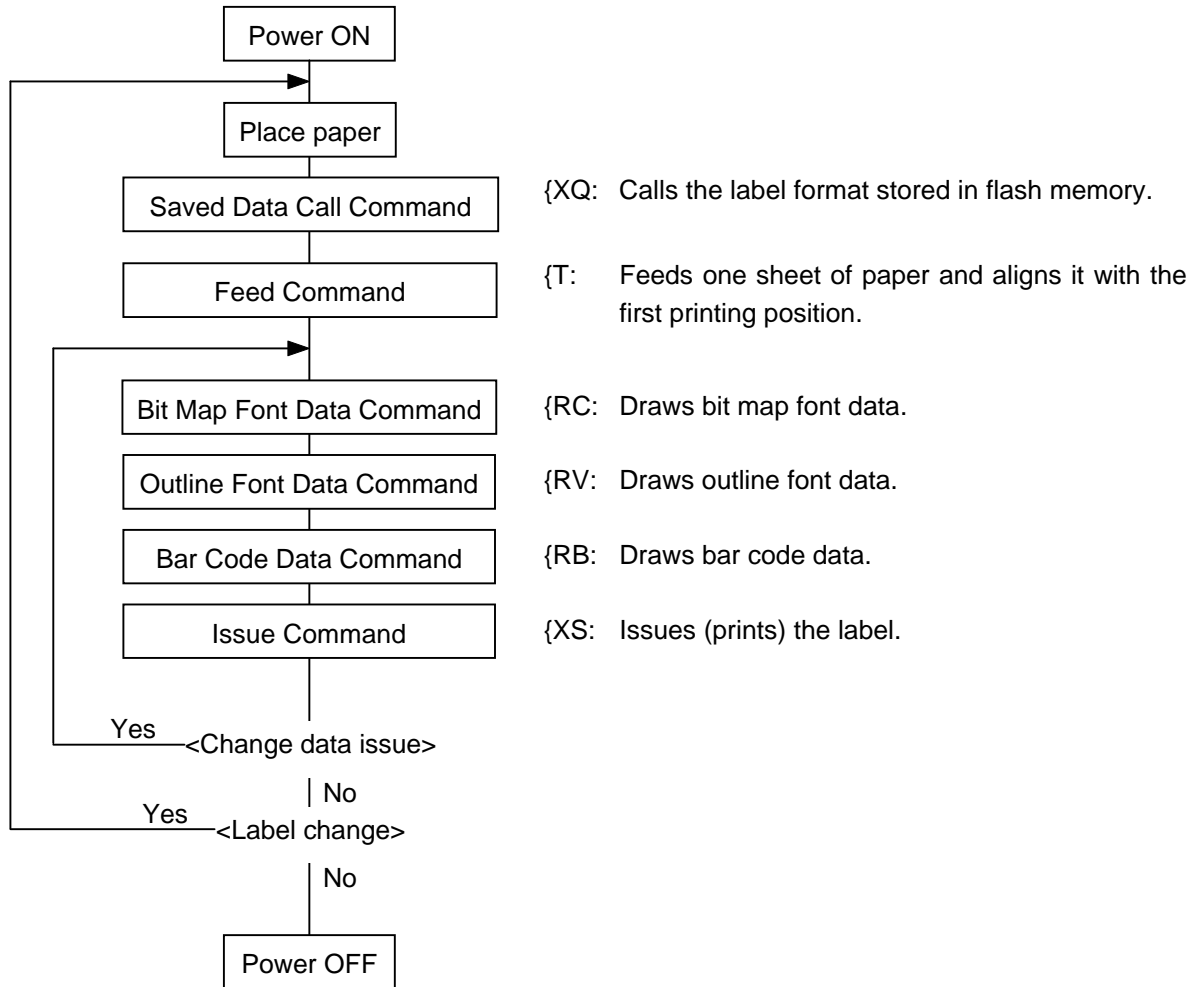 Power ON
Place paper
Saved Data Call Command
{XQ: Calls the label format stored in flash memory.
Feed Command
{T: Feeds one sheet of paper and aligns it with the
first printing position.
Bit Map Font Data Command
{RC: Draws bit map font data.
Outline Font Data Command
{RV: Draws outline font data.
Bar Code Data Command
{RB: Draws bar code data.
Issue Command
{XS: Issues (prints) the label.
Yes
<Change data issue>
No
Yes
<Label change>
No
Power OFF